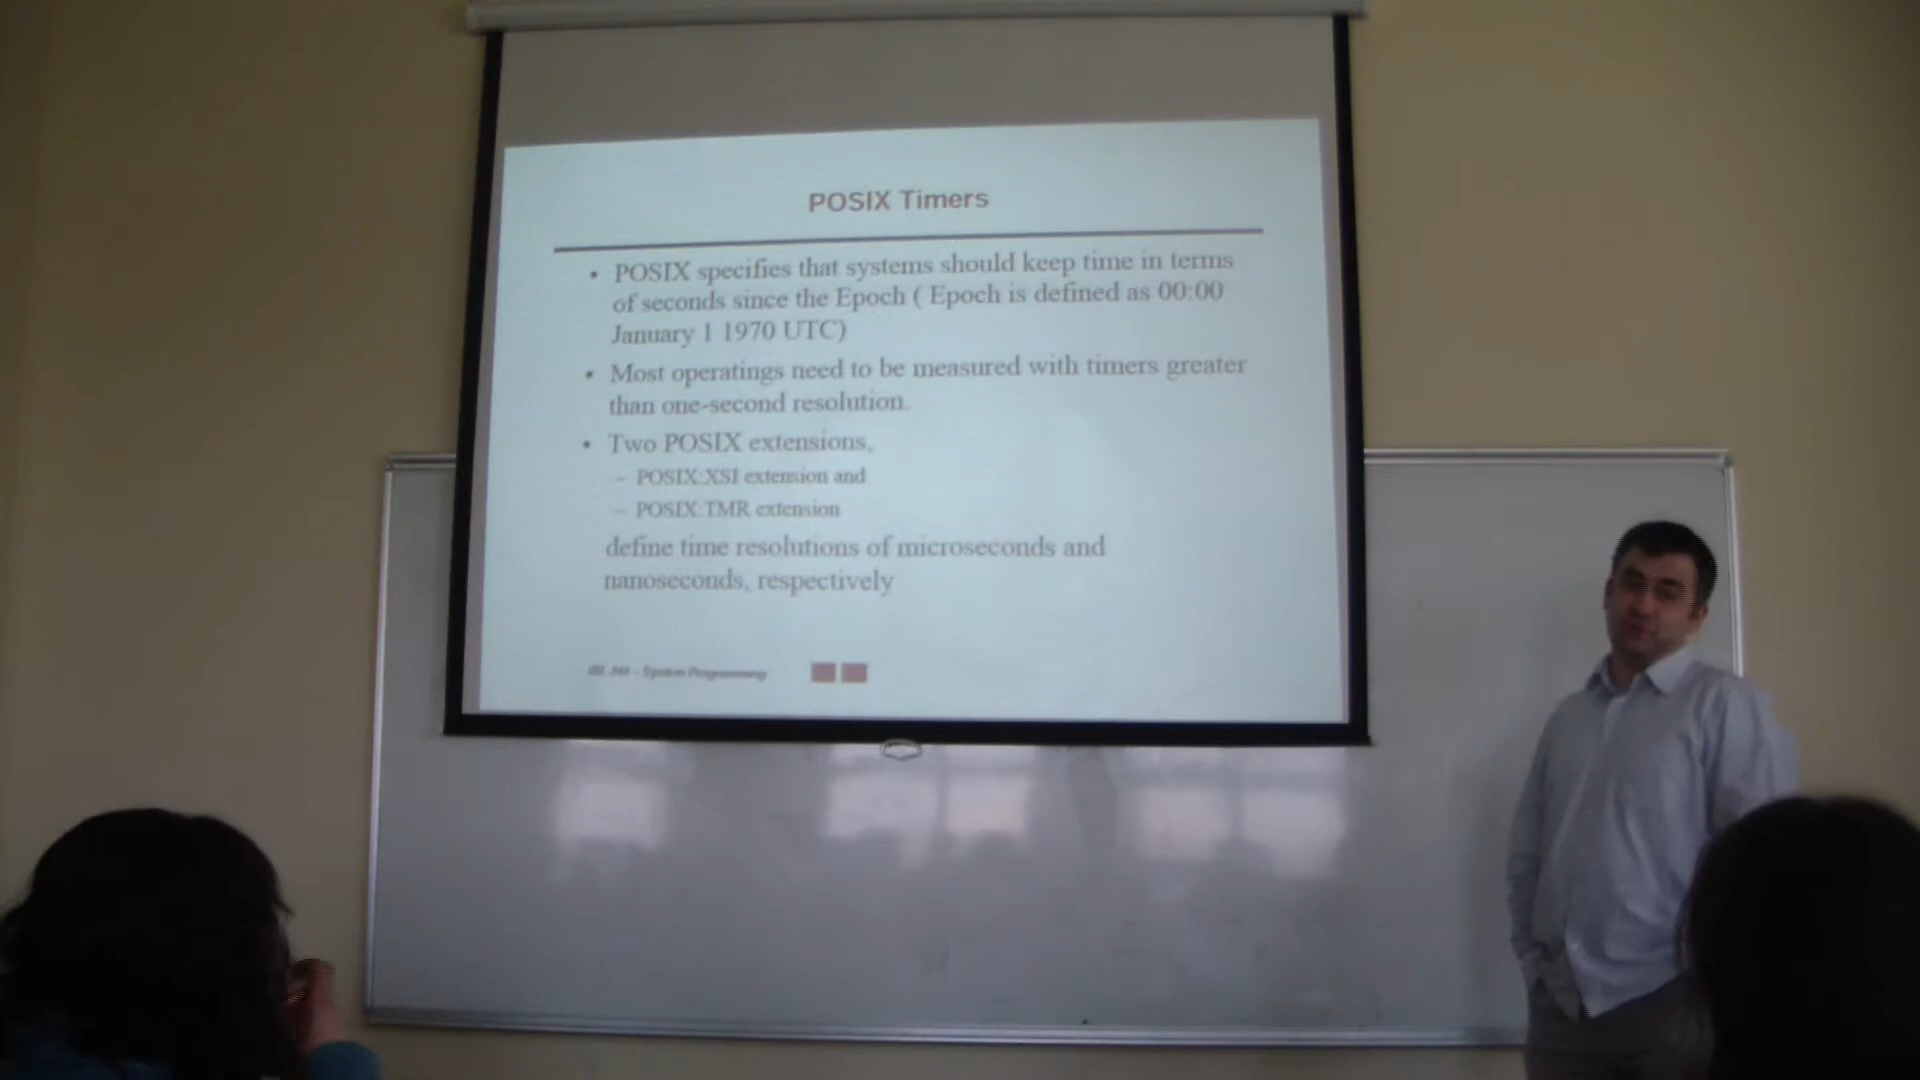 POSIX Timers
• POSIX specifies that systems should keep time in terms
of seconds since the Epoch ( Epoch is defined as 00:00
January 1 1970 UTC)
• Most operatings need to be measured with timers greater
than one-second resolution.
• Two POSIX extensions,
– POSIX:XSI extension and
– POSIX:TMR extension
define time resolutions of microseconds and
nanoseconds, respectively
244 - System Programming